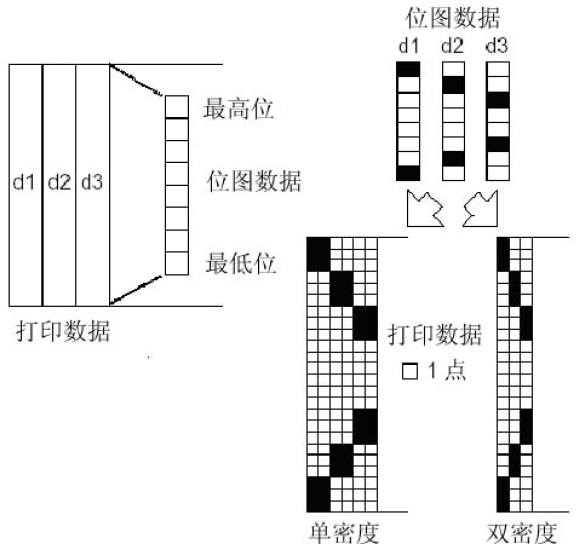 位图数据
d1 d2 d3
最高位
d1 d2 d3
位图数据
最低位
打印数据
打印数据
1点
单密度
双密度